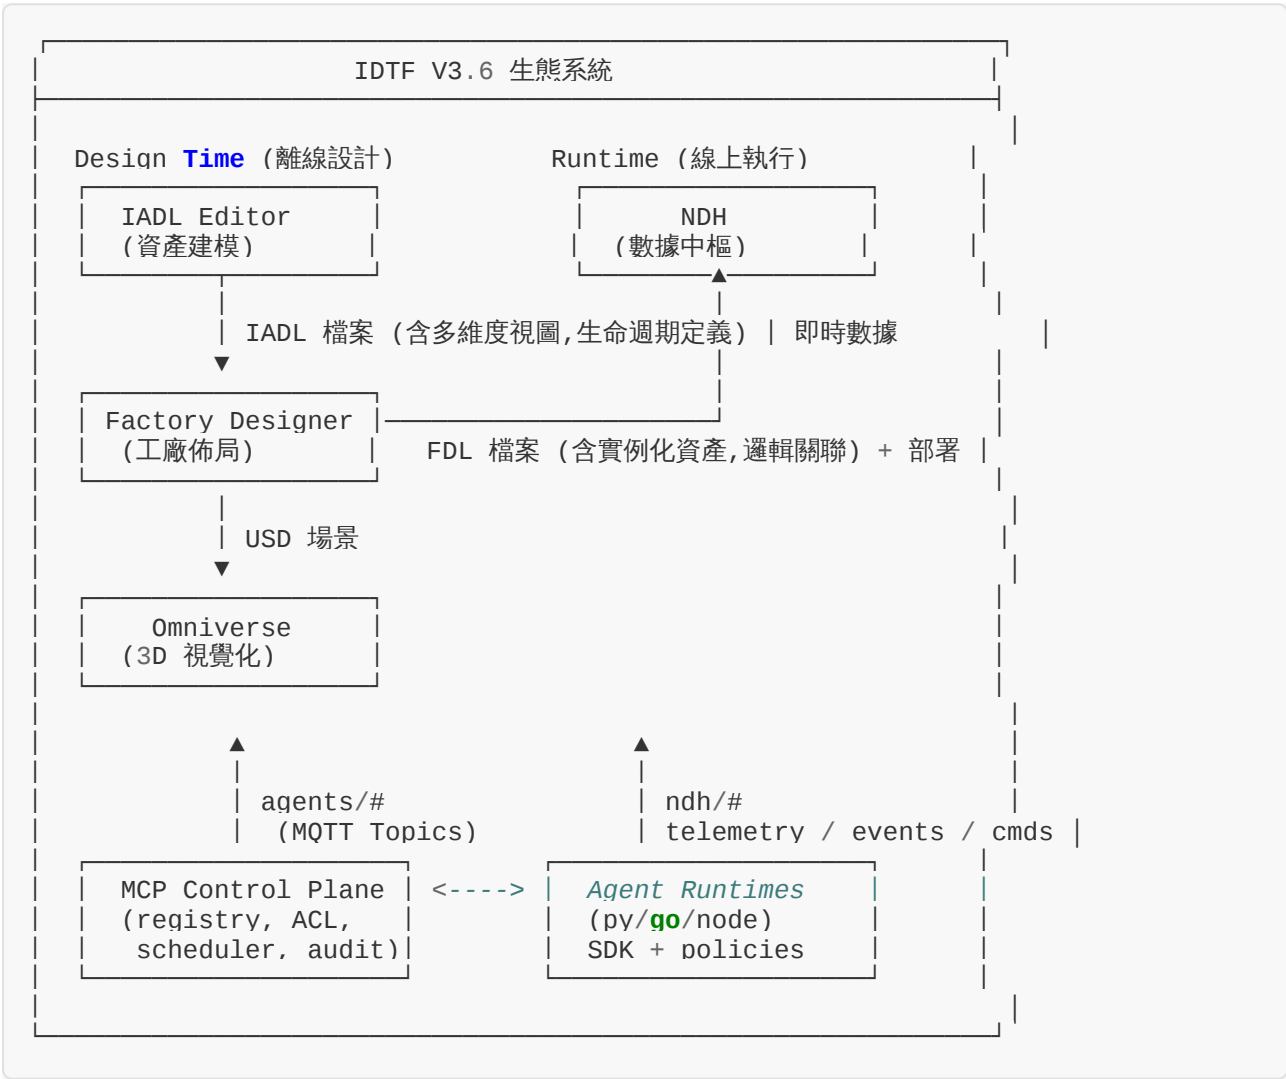 IDTF V3.6 生態系統
Design Time (離線設計) Runtime (線上執行)
IADL Editor NDH
(資產建模) (數據中樞)
IADL 檔案 (含多維度視圖,生命週期定義) 即時數據
Factory Designer
(工廠佈局) FDL 檔案 (含實例化資產,邏輯關聯) + 部署
USD 場景
Omniverse
(3D 視覺化)
agents/# ndh/#
(MQTT Topics) telemetry / events / cmds
MCP Control Plane <----> Agent Runtimes
(registry, ACL, (py/go/node)
scheduler, audit) SDK + policies